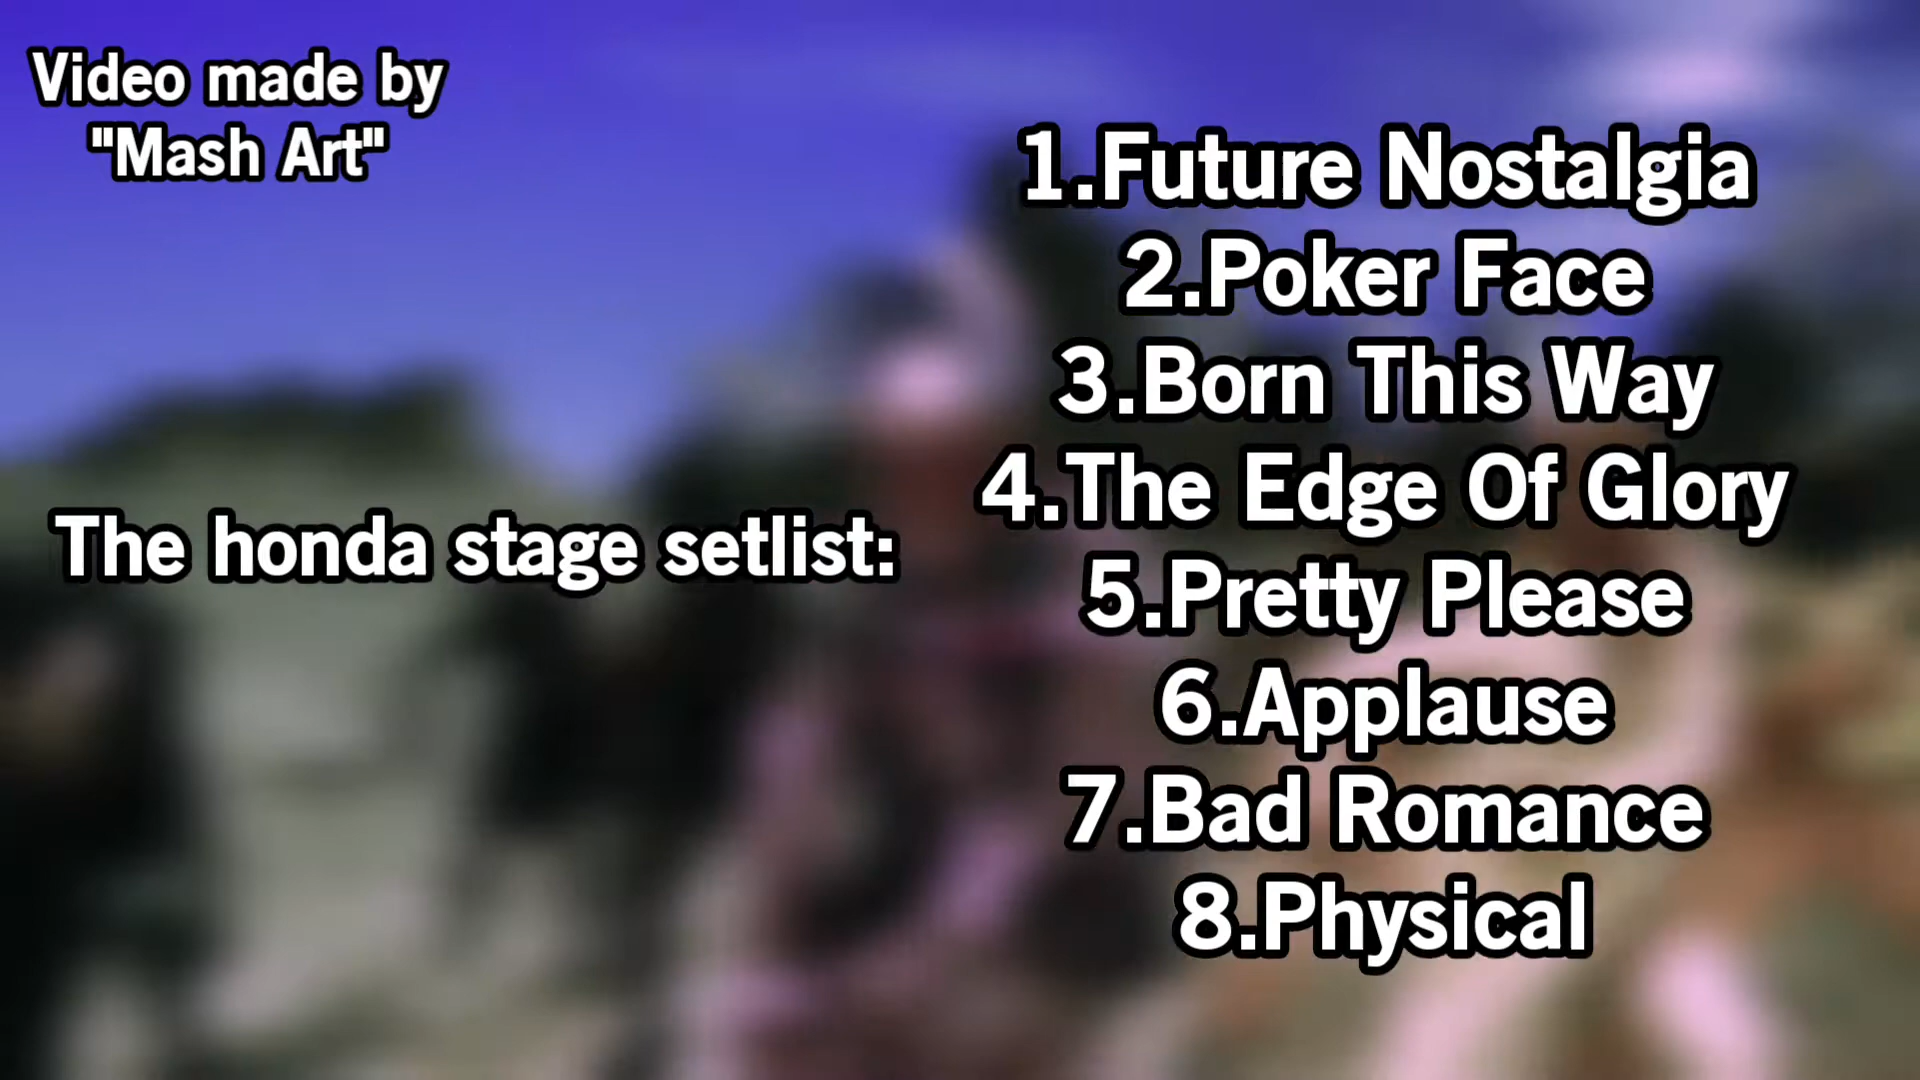 Video made by
"Mash Art"
The honda stage setlist:
1.Future Nostalgia
2.Poker Face
3.Born This Way
4.The Edge Of Glory
5.Pretty Please
6.Applause
7.Bad Romance
8.Physical